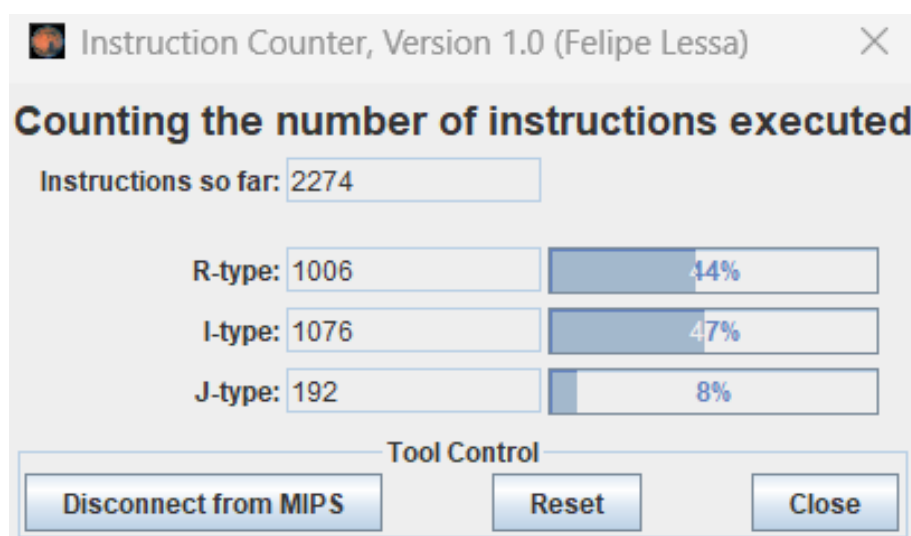 Instruction Counter, Version 1.0 (Felipe Lessa)
Counting the number of instructions executed
Instructions so far: 2274
R-type: 1006 44%
I-type: 1076 47%
J-type: 192 8%
Tool Control
Disconnect from MIPS Reset Close